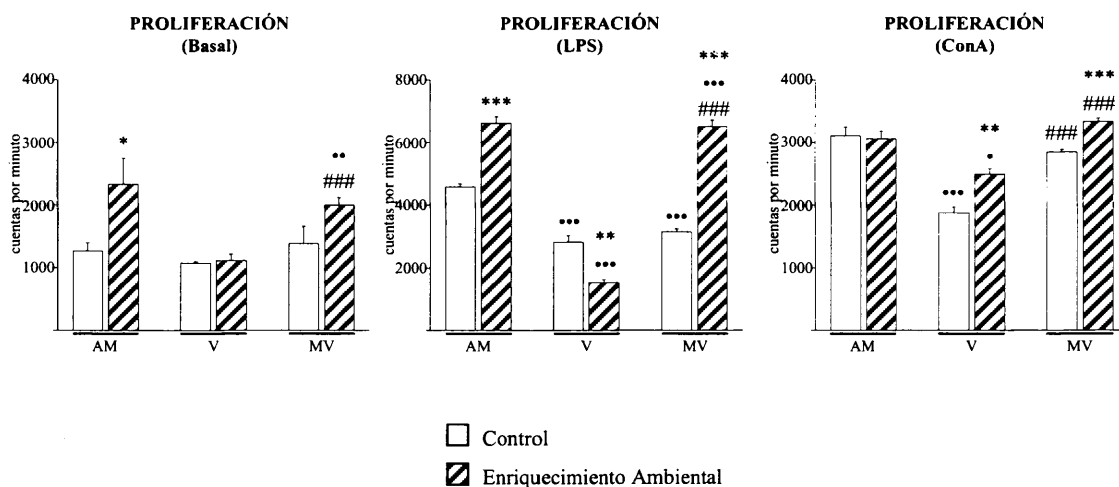 PROLIFERACIÓN
(Basal)
cuentas por minuto
4000
3000
2000
1000
*
••
###
AM
V
MV
PROLIFERACIÓN
(LPS)
cuentas por minuto
8000
6000
4000
2000
***
•••
**
•••
•••
***
•••
###
AM
V
MV
PROLIFERACIÓN
(ConA)
cuentas por minuto
4000
3000
2000
1000
•••
**
•
###
***
###
AM
V
MV
Control
Enriquecimiento Ambiental